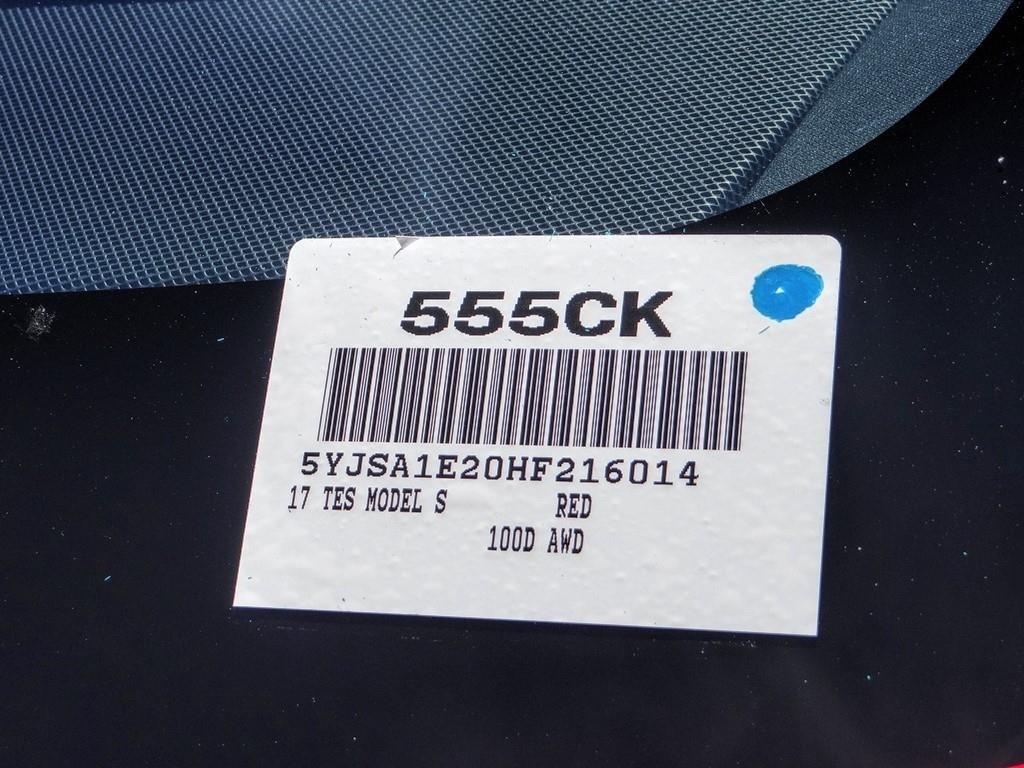 555CK
5YJSA1E20HF216014
17 TES MODEL S RED
100D AWD